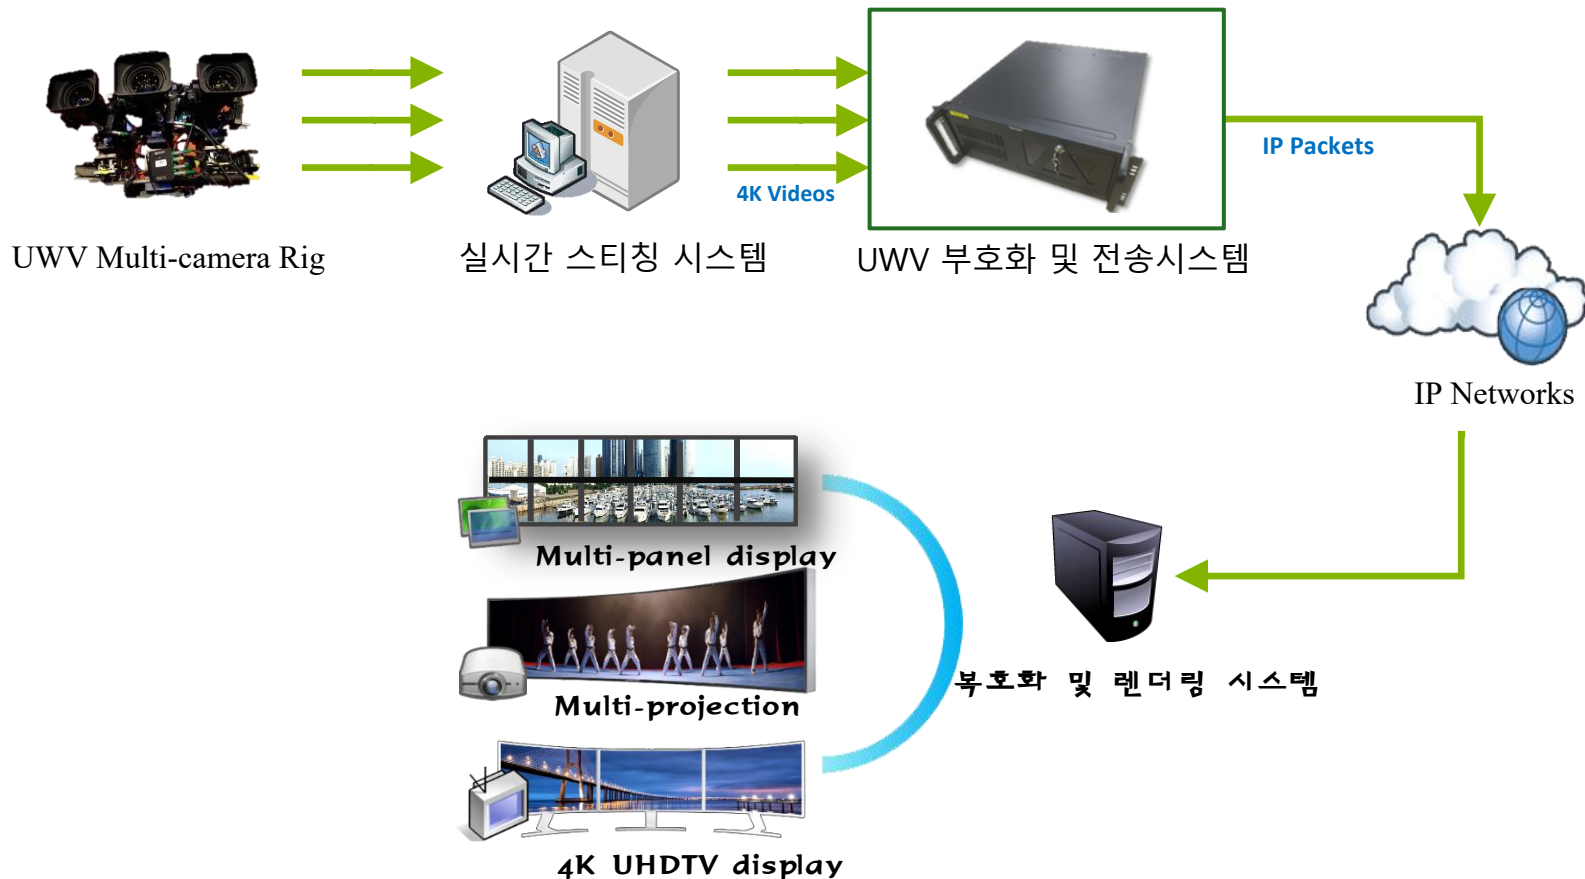 4K Videos
IP Packets
UWV Multi-camera Rig
실시간 스티칭 시스템
UWV 부호화 및 전송시스템
IP Networks
Multi-panel display
Multi-projection
복호화 및 렌더링 시스템
4K UHDTV display